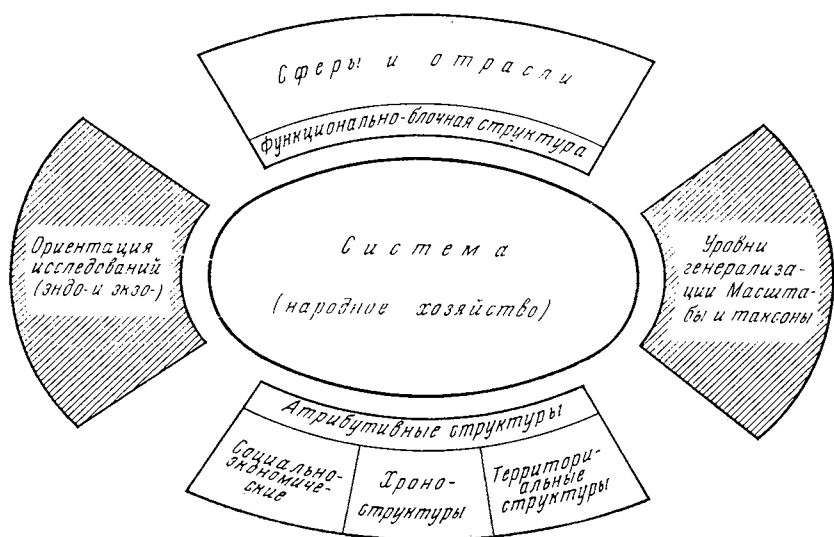 Сферы и отрасли
Функционально-блочная структура
Ориентация
исследований
(эндо- и экзо-)
Система
(народное хозяйство)
Уровни
генерализа-
ции Масшта-
бы и таксоны
Атрибутивные структуры
Социально-
экономиче-
ские
Хроно-
структуры
Территори-
альные
структуры